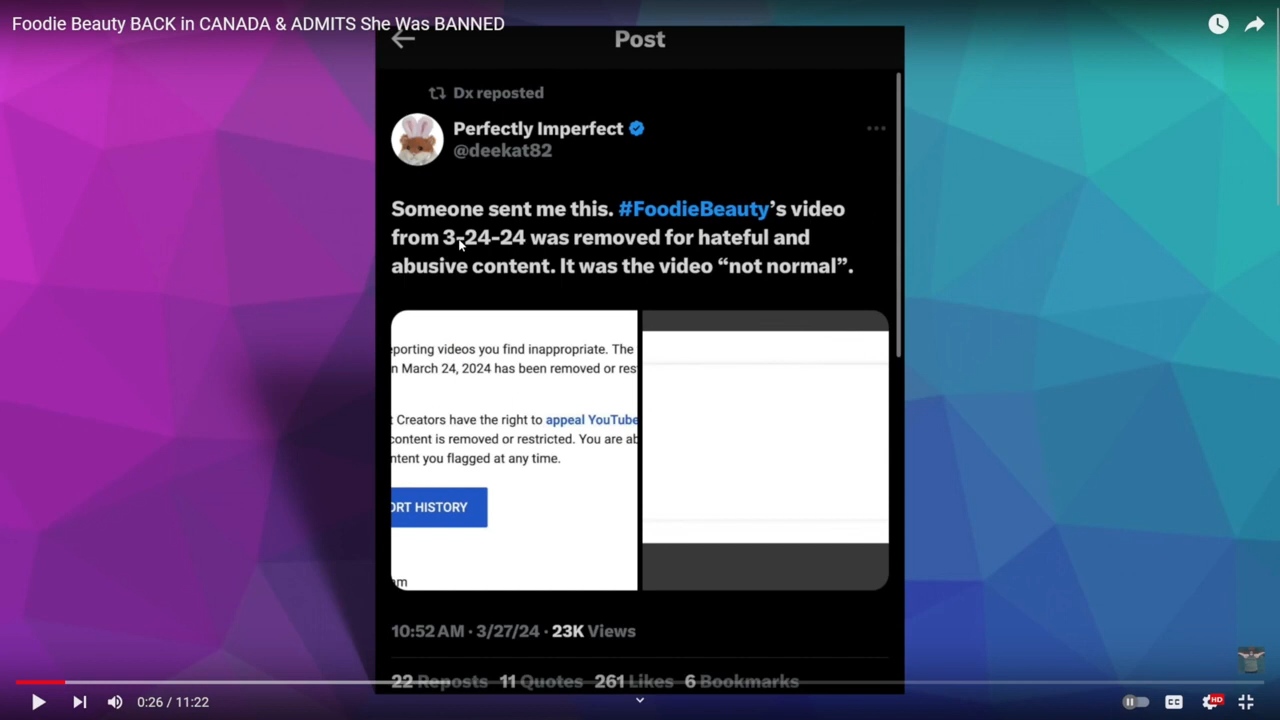 Foodie Beauty BACK in CANADA & ADMITS She Was BANNED
Post
Dx reposted
Perfectly Imperfect
@deekat82
Someone sent me this. #FoodieBeauty's video
from 3-24-24 was removed for hateful and
abusive content. It was the video “not normal”.
porting videos you find inappropriate. The
n March 24, 2024 has been removed or res
t Creators have the right to appeal YouTube
content is removed or restricted. You are ab
ntent you flagged at any time.
ORT HISTORY
am
10:52 AM · 3/27/24 · 23K Views
22 Reposts 11 Quotes 261 Likes 6 Bookmarks
0:26 / 11:22
CC
HD